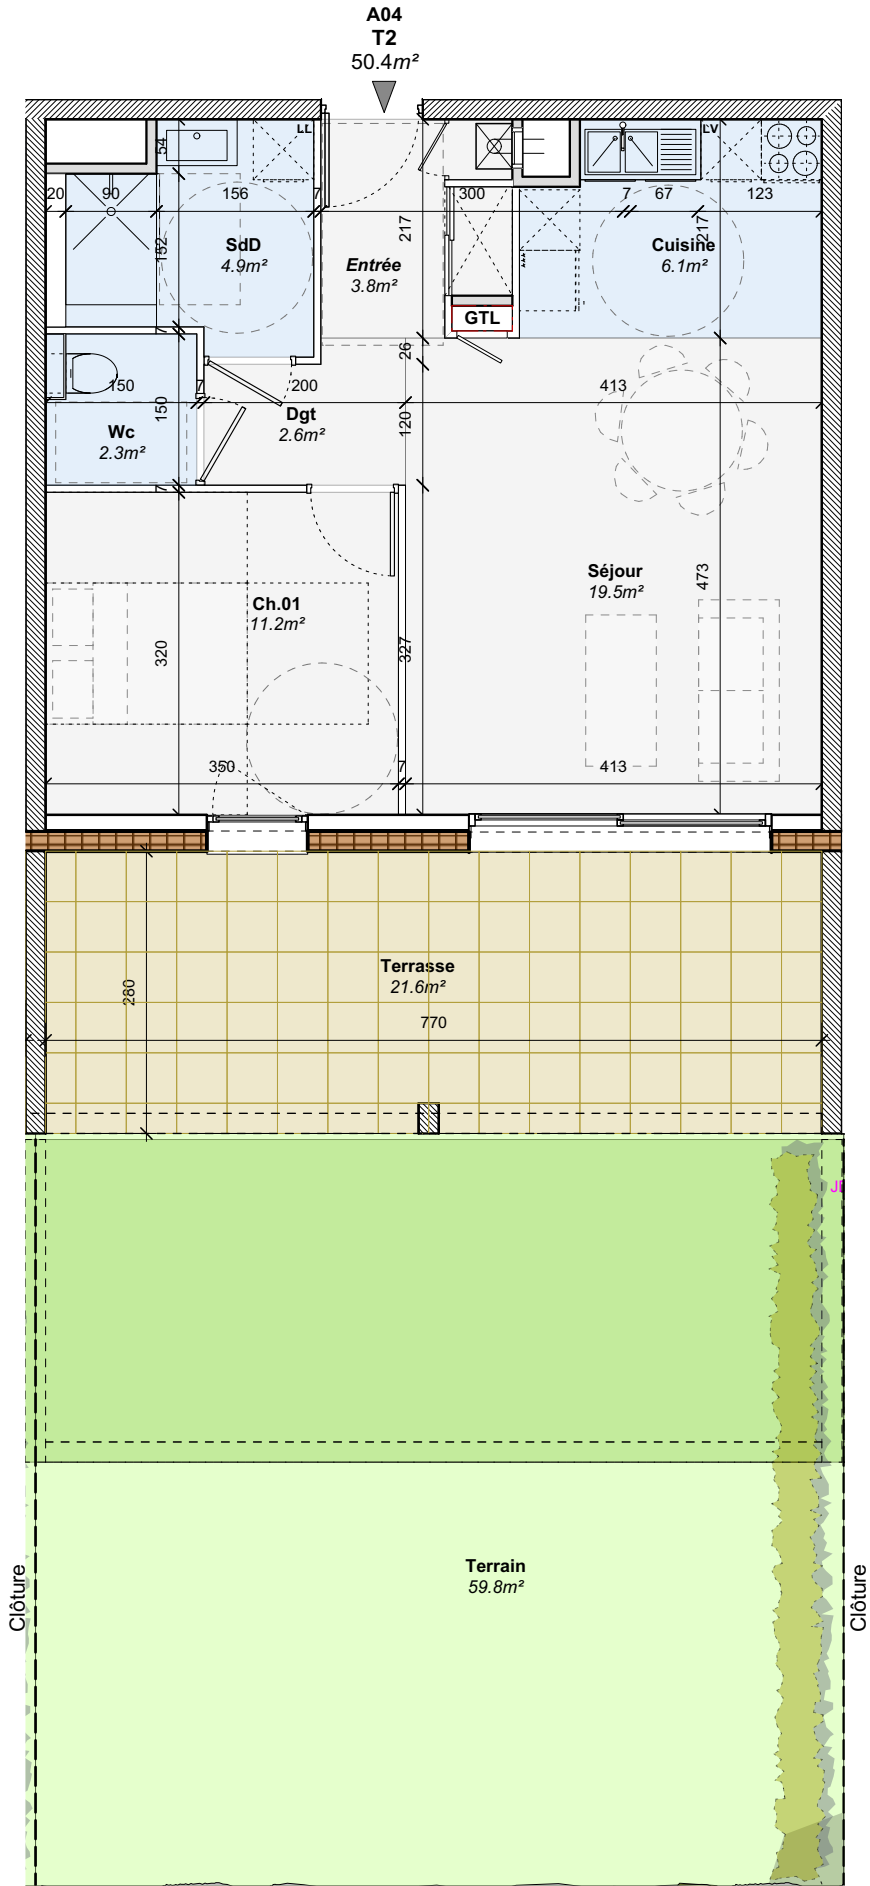 A04
T2
50.4m²
LL
LV
54
20
90
156
7
300
7
67
123
217
217
152
SdD
4.9m²
Entrée
3.8m²
Cuisine
6.1m²
GTL
7
26
150
7
200
413
150
120
Dgt
2.6m²
Wc
2.3m²
7
Séjour
19.5m²
473
Ch.01
11.2m²
320
327
350
7
413
Terrasse
21.6m²
280
770
Terrain
59.8m²
Clôture
Clôture